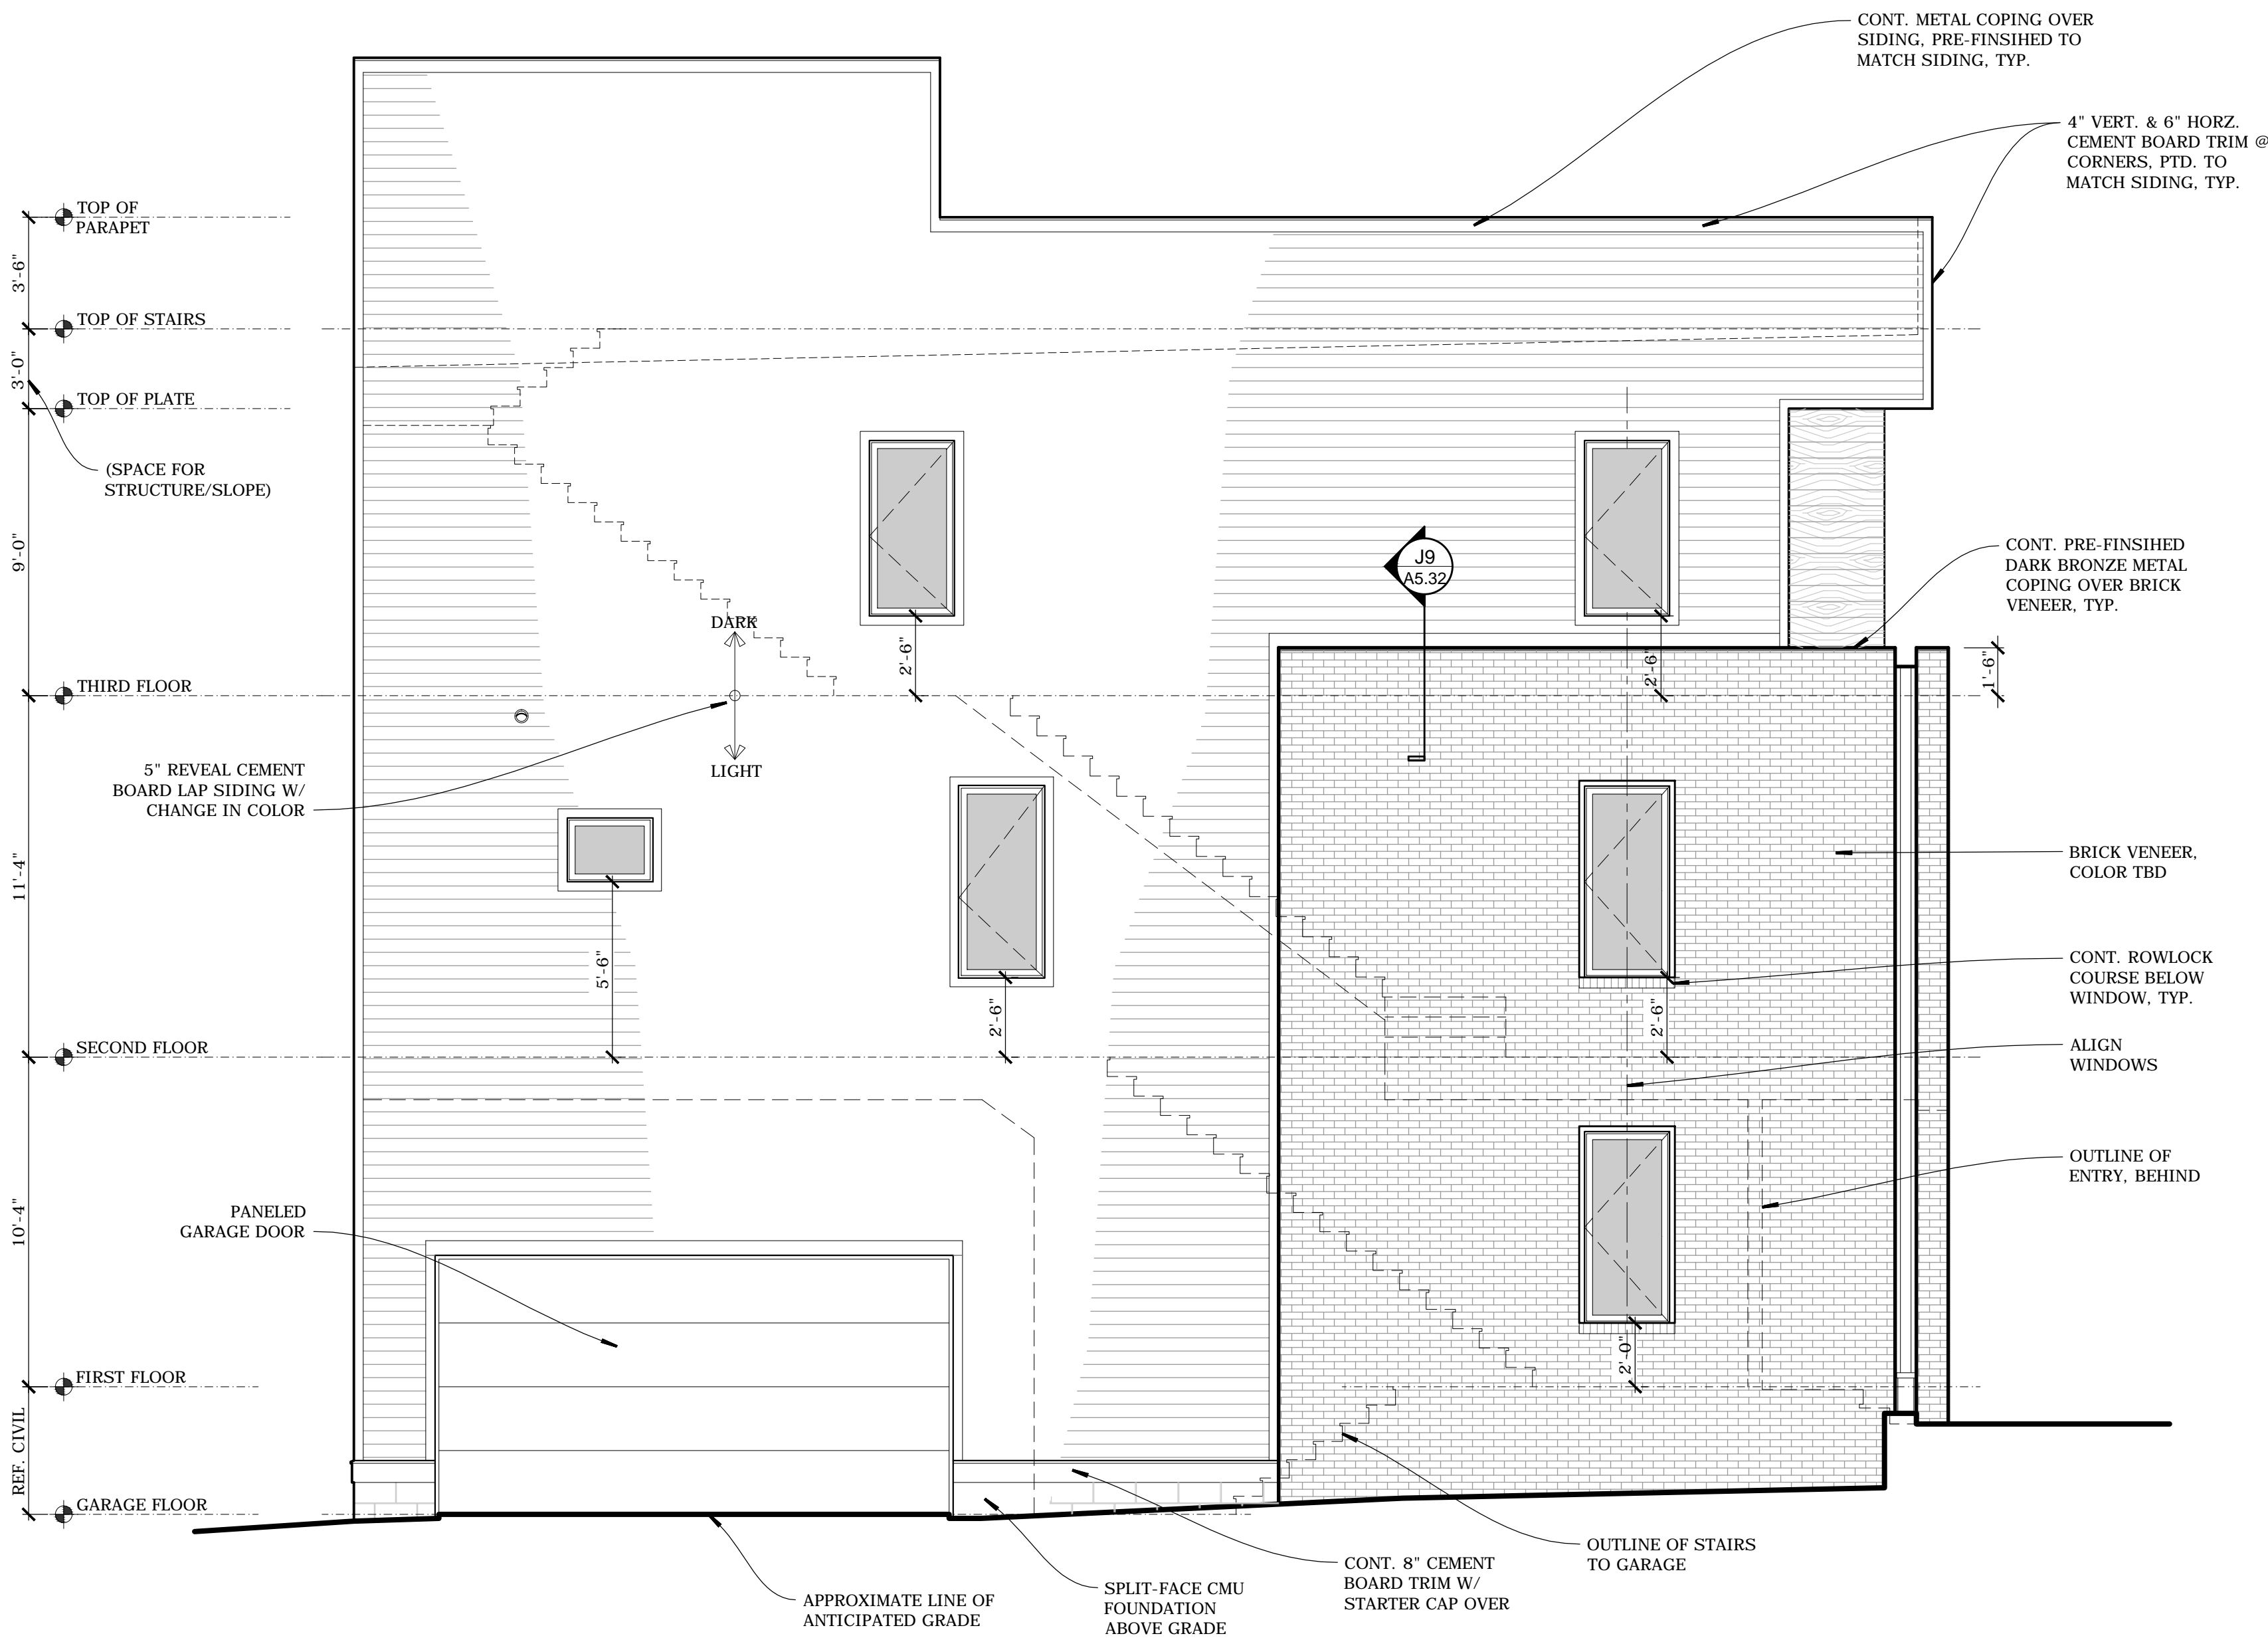 CONT. METAL COPING OVER
SIDING, PRE-FINSIHED TO
MATCH SIDING, TYP.
4" VERT. & 6" HORZ.
CEMENT BOARD TRIM @
CORNERS, PTD. TO
MATCH SIDING, TYP.
TOP OF
PARAPET
3'-6"
TOP OF STAIRS
3'-0"
TOP OF PLATE
(SPACE FOR
STRUCTURE/SLOPE)
9'-0"
J9
A5.32
CONT. PRE-FINSIHED
DARK BRONZE METAL
COPING OVER BRICK
VENEER, TYP.
DARK
2'-6"
2'-6"
1'-6"
THIRD FLOOR
LIGHT
5" REVEAL CEMENT
BOARD LAP SIDING W/
CHANGE IN COLOR
11'-4"
BRICK VENEER,
COLOR TBD
5'-6"
2'-6"
2'-6"
CONT. ROWLOCK
COURSE BELOW
WINDOW, TYP.
SECOND FLOOR
ALIGN
WINDOWS
OUTLINE OF
ENTRY, BEHIND
10'-4"
PANELED
GARAGE DOOR
2'-0"
FIRST FLOOR
REF. CIVIL
GARAGE FLOOR
OUTLINE OF STAIRS
TO GARAGE
CONT. 8" CEMENT
BOARD TRIM W/
STARTER CAP OVER
SPLIT-FACE CMU
FOUNDATION
ABOVE GRADE
APPROXIMATE LINE OF
ANTICIPATED GRADE